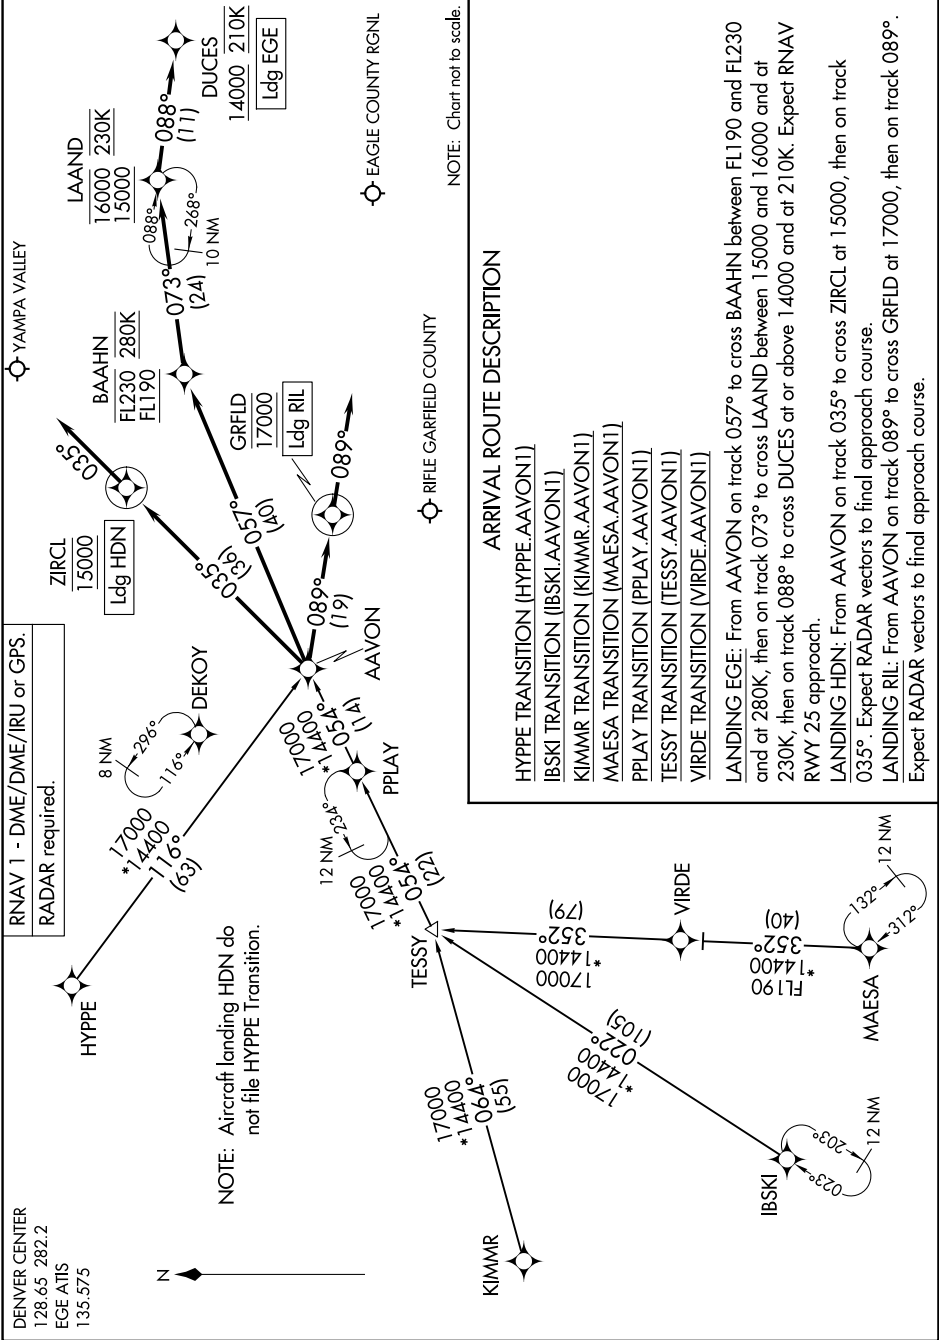 DENVER CENTER
128.65 282.2
EGE ATIS
135.575
RNAV 1 - DME/DME/IRU or GPS.
RADAR required.
YAMPA VALLEY
LAAND
16000 230K
15000
DUCES
14000 210K
Ldg EGE
088°
(11)
088°
268°
10 NM
073°
(24)
BAAHN
FL230 280K
FL190
EAGLE COUNTY RGNL
NOTE: Chart not to scale.
035°
ZIRCL
15000
Ldg HDN
GRFLD
17000
Ldg RIL
089°
RIFLE GARFIELD COUNTY
035°
(36)
057°
(40)
089°
(19)
AAVON
DEKOY
8 NM
296°
116°
HYPPE
17000
*14400
116°
(63)
17000
*14400
054°
(14)
PPLAY
12 NM
234°
17000
*14400
054°
(22)
TESSY
NOTE: Aircraft landing HDN do
not file HYPPE Transition.
N
KIMMR
17000
*14400
064°
(55)
IBSKI
17000
*14400
022°
(105)
023°
203°
12 NM
17000
*14400
352°
(79)
VIRDE
FL190
*14400
352°
(40)
MAESA
132°
312°
12 NM
ARRIVAL ROUTE DESCRIPTION
HYPPE TRANSITION (HYPPE.AAVON1)
IBSKI TRANSITION (IBSKI.AAVON1)
KIMMR TRANSITION (KIMMR.AAVON1)
MAESA TRANSITION (MAESA.AAVON1)
PPLAY TRANSITION (PPLAY.AAVON1)
TESSY TRANSITION (TESSY.AAVON1)
VIRDE TRANSITION (VIRDE.AAVON1)
LANDING EGE: From AAVON on track 057° to cross BAAHN between FL190 and FL230
and at 280K, then on track 073° to cross LAAND between 15000 and 16000 and at
230K, then on track 088° to cross DUCES at or above 14000 and at 210K. Expect RNAV
RWY 25 approach.
LANDING HDN: From AAVON on track 035° to cross ZIRCL at 15000, then on track
035°. Expect RADAR vectors to final approach course.
LANDING RIL: From AAVON on track 089° to cross GRFLD at 17000, then on track 089°.
Expect RADAR vectors to final approach course.